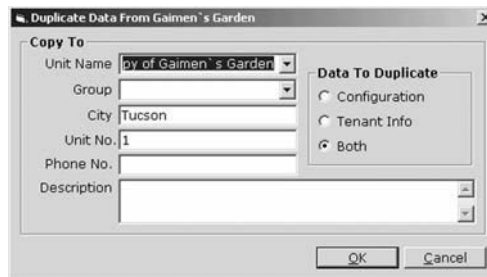 Duplicate Data From Gaimen`s Garden
Copy To
Unit Name py of Gaimen`s Garden
Group
City Tucson
Unit No. 1
Phone No.
Description
Data To Duplicate
Configuration
Tenant Info
Both
OK Cancel